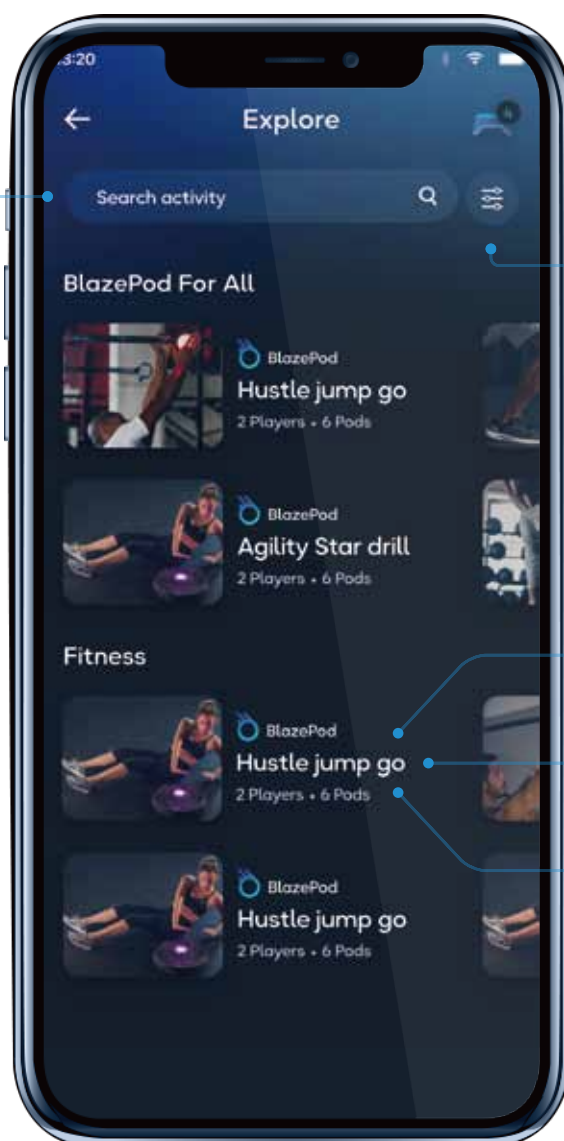 3:20
Explore
Search activity
BlazePod For All
BlazePod
Hustle jump go
2 Players • 6 Pods
BlazePod
Agility Star drill
2 Players • 6 Pods
Fitness
BlazePod
Hustle jump go
2 Players • 6 Pods
BlazePod
Hustle jump go
2 Players • 6 Pods